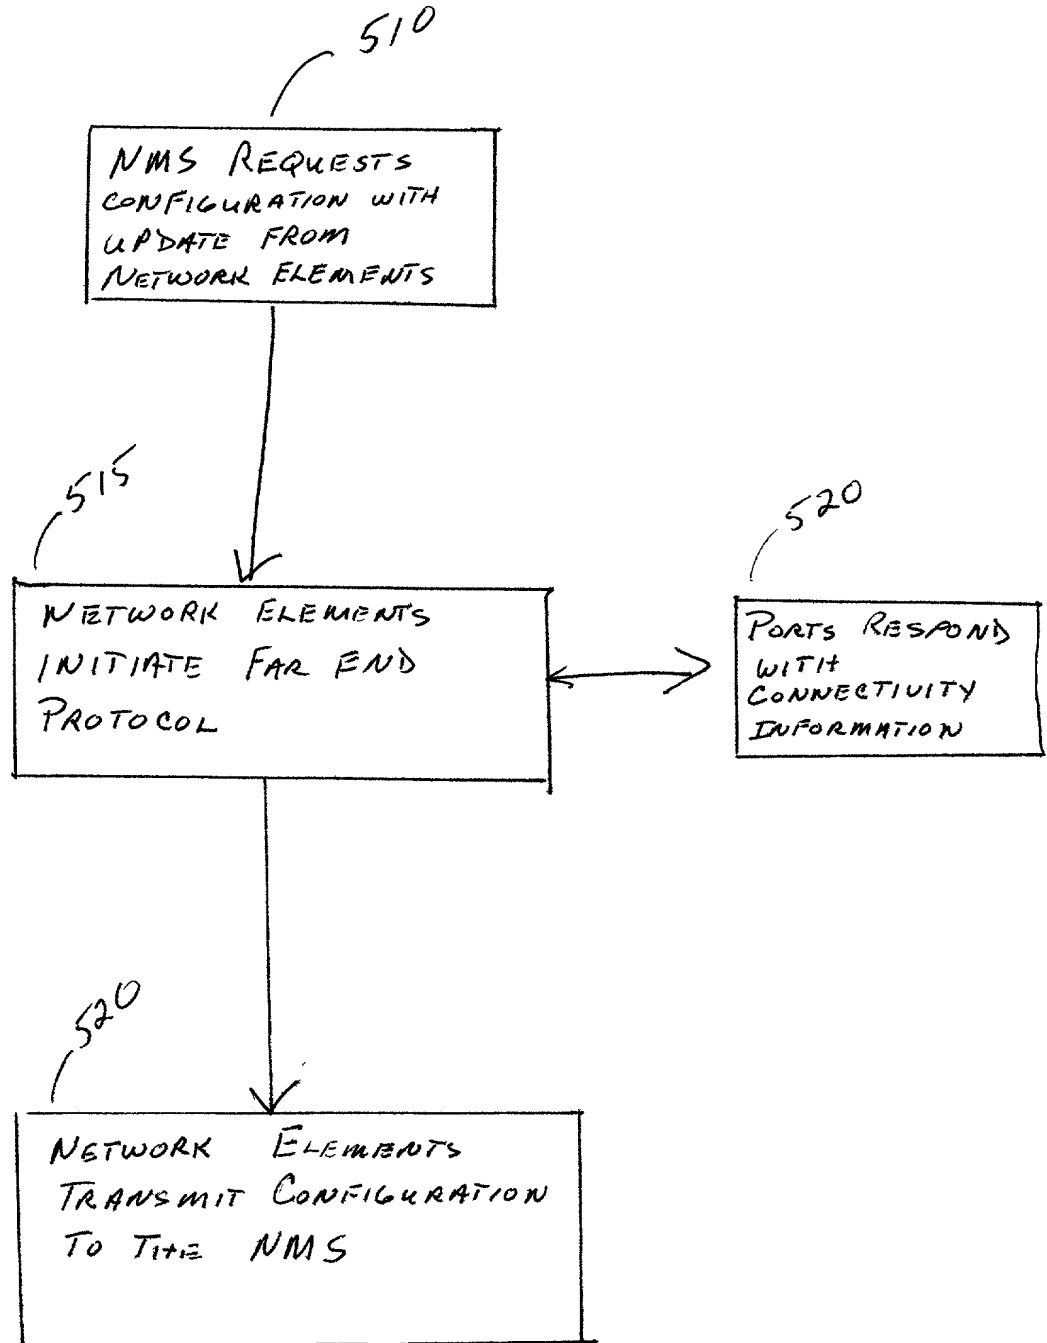 510
NMS REQUESTS
CONFIGURATION WITH
UPDATE FROM
NETWORK ELEMENTS
515
NETWORK ELEMENTS
INITIATE FAR END
PROTOCOL
520
PORTS RESPOND
WITH
CONNECTIVITY
INFORMATION
520
NETWORK ELEMENTS
TRANSMIT CONFIGURATION
TO THE NMS